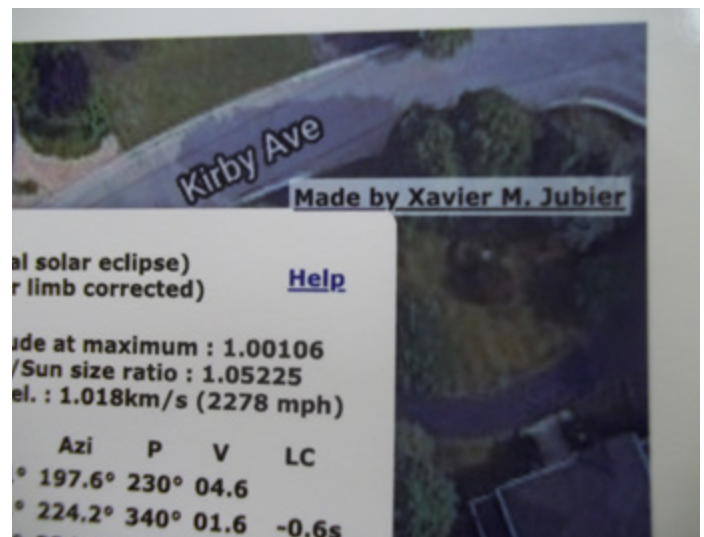 Kirby Ave
Made by Xavier M. Jubier
al solar eclipse)
Help
r limb corrected)
ude at maximum : 1.00106
/Sun size ratio : 1.05225
el. : 1.018km/s (2278 mph)
Azi P V LC
° 197.6° 230° 04.6
° 224.2° 340° 01.6 -0.6s